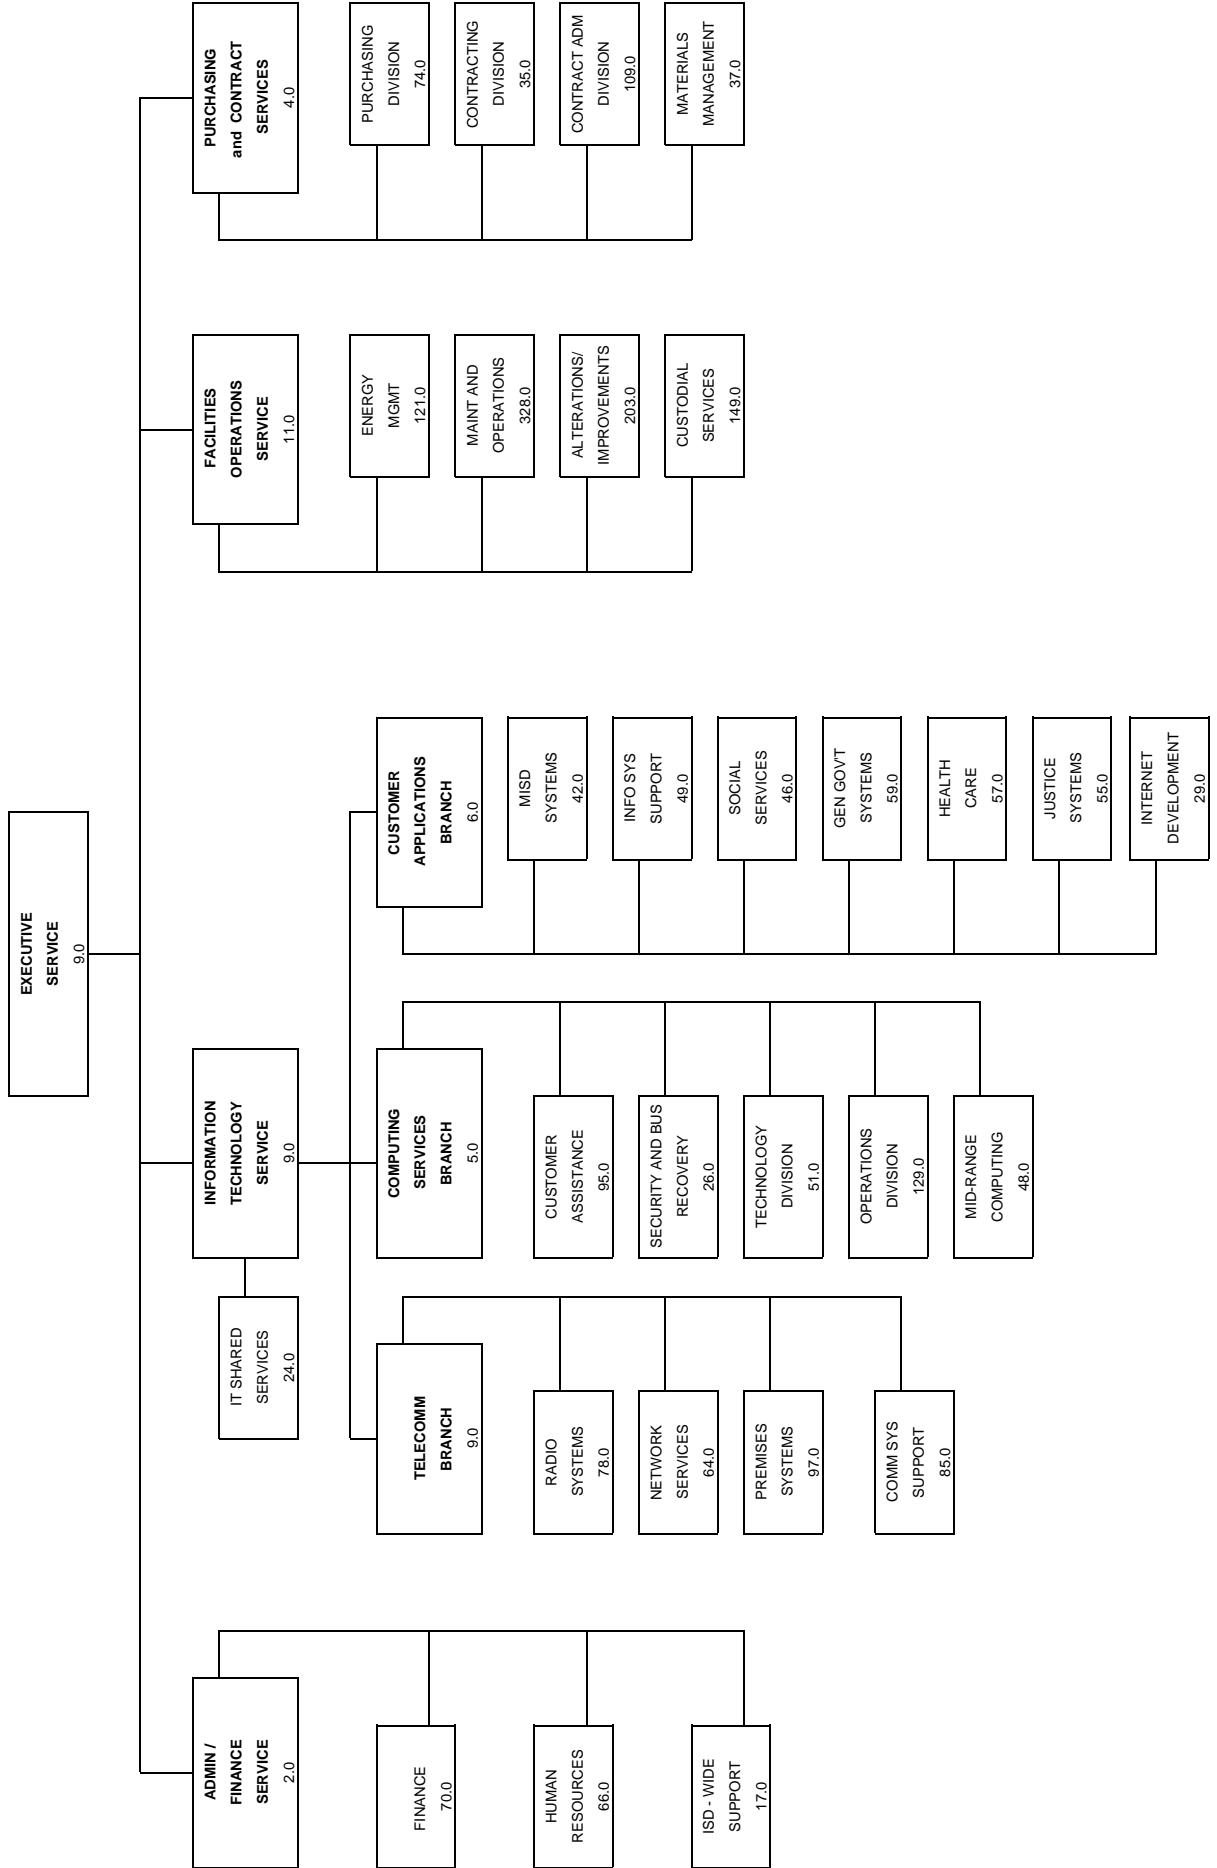 EXECUTIVE
SERVICE
9.0
ADMIN /
FINANCE
SERVICE
2.0
FINANCE
70.0
HUMAN
RESOURCES
66.0
ISD - WIDE
SUPPORT
17.0
INFORMATION
TECHNOLOGY
SERVICE
9.0
IT SHARED
SERVICES
24.0
TELECOMM
BRANCH
9.0
RADIO
SYSTEMS
78.0
NETWORK
SERVICES
64.0
PREMISES
SYSTEMS
97.0
COMM SYS
SUPPORT
85.0
COMPUTING
SERVICES
BRANCH
5.0
CUSTOMER
ASSISTANCE
95.0
SECURITY AND BUS
RECOVERY
26.0
TECHNOLOGY
DIVISION
51.0
OPERATIONS
DIVISION
129.0
MID-RANGE
COMPUTING
48.0
CUSTOMER
APPLICATIONS
BRANCH
6.0
MISD
SYSTEMS
42.0
INFO SYS
SUPPORT
49.0
SOCIAL
SERVICES
46.0
GEN GOV'T
SYSTEMS
59.0
HEALTH
CARE
57.0
JUSTICE
SYSTEMS
55.0
INTERNET
DEVELOPMENT
29.0
FACILITIES
OPERATIONS
SERVICE
11.0
ENERGY
MGMT
121.0
MAINT AND
OPERATIONS
328.0
ALTERATIONS/
IMPROVEMENTS
203.0
CUSTODIAL
SERVICES
149.0
PURCHASING
and CONTRACT
SERVICES
4.0
PURCHASING
DIVISION
74.0
CONTRACTING
DIVISION
35.0
CONTRACT ADM
DIVISION
109.0
MATERIALS
MANAGEMENT
37.0